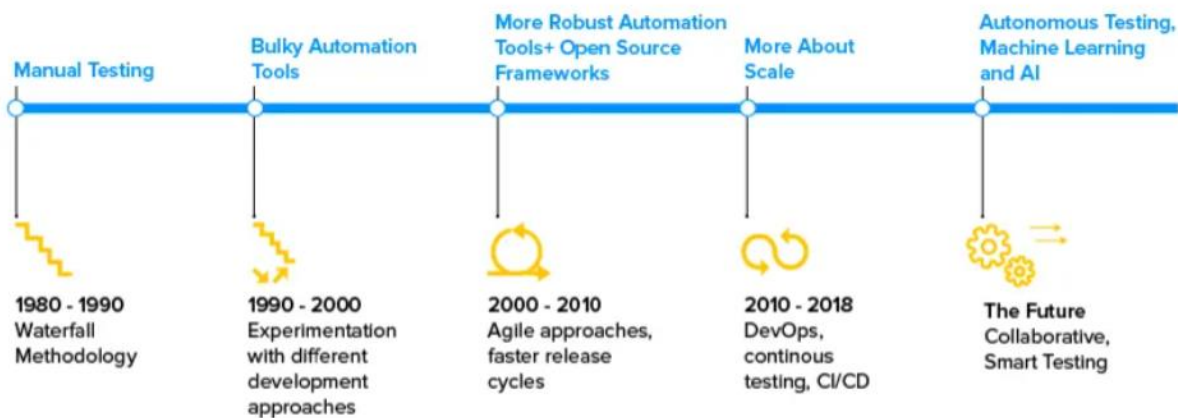 Manual Testing
Bulky Automation
Tools
More Robust Automation
Tools+ Open Source
Frameworks
More About
Scale
Autonomous Testing,
Machine Learning
and AI
1980 - 1990
Waterfall
Methodology
1990 - 2000
Experimentation
with different
development
approaches
2000 - 2010
Agile approaches,
faster release
cycles
2010 - 2018
DevOps,
continous
testing, CI/CD
The Future
Collaborative,
Smart Testing